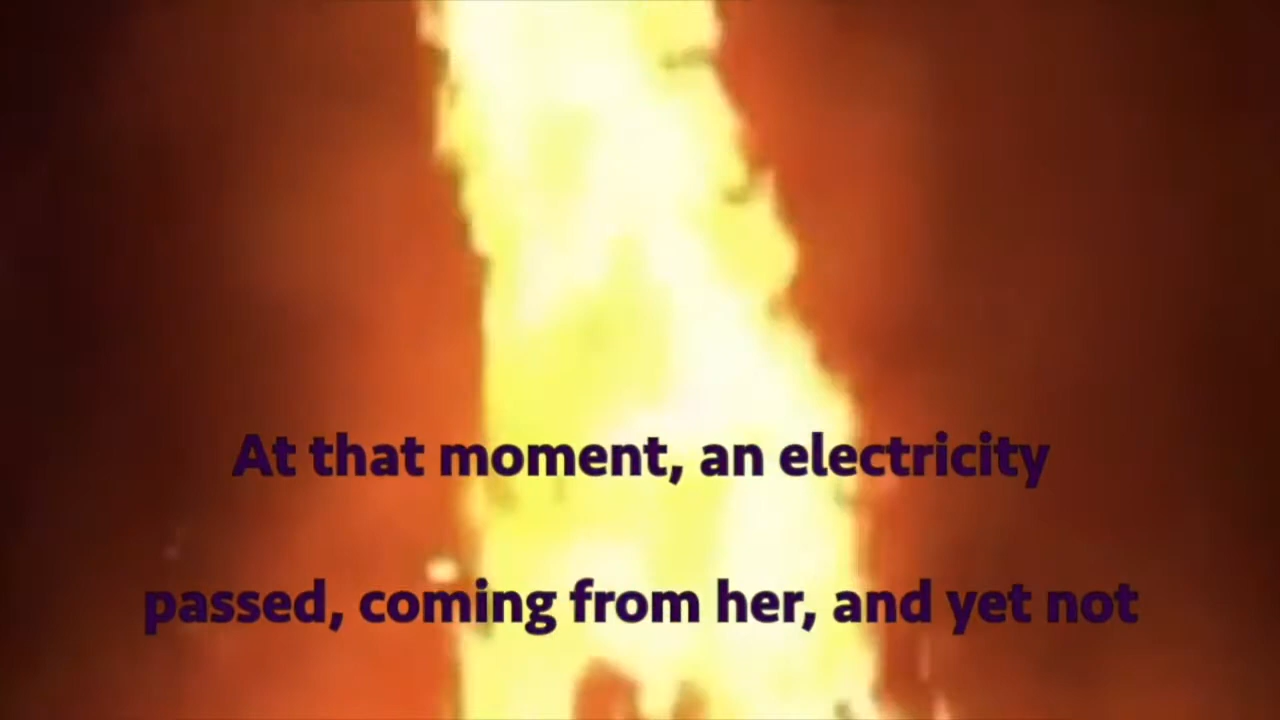 At that moment, an electricity
passed, coming from her, and yet not